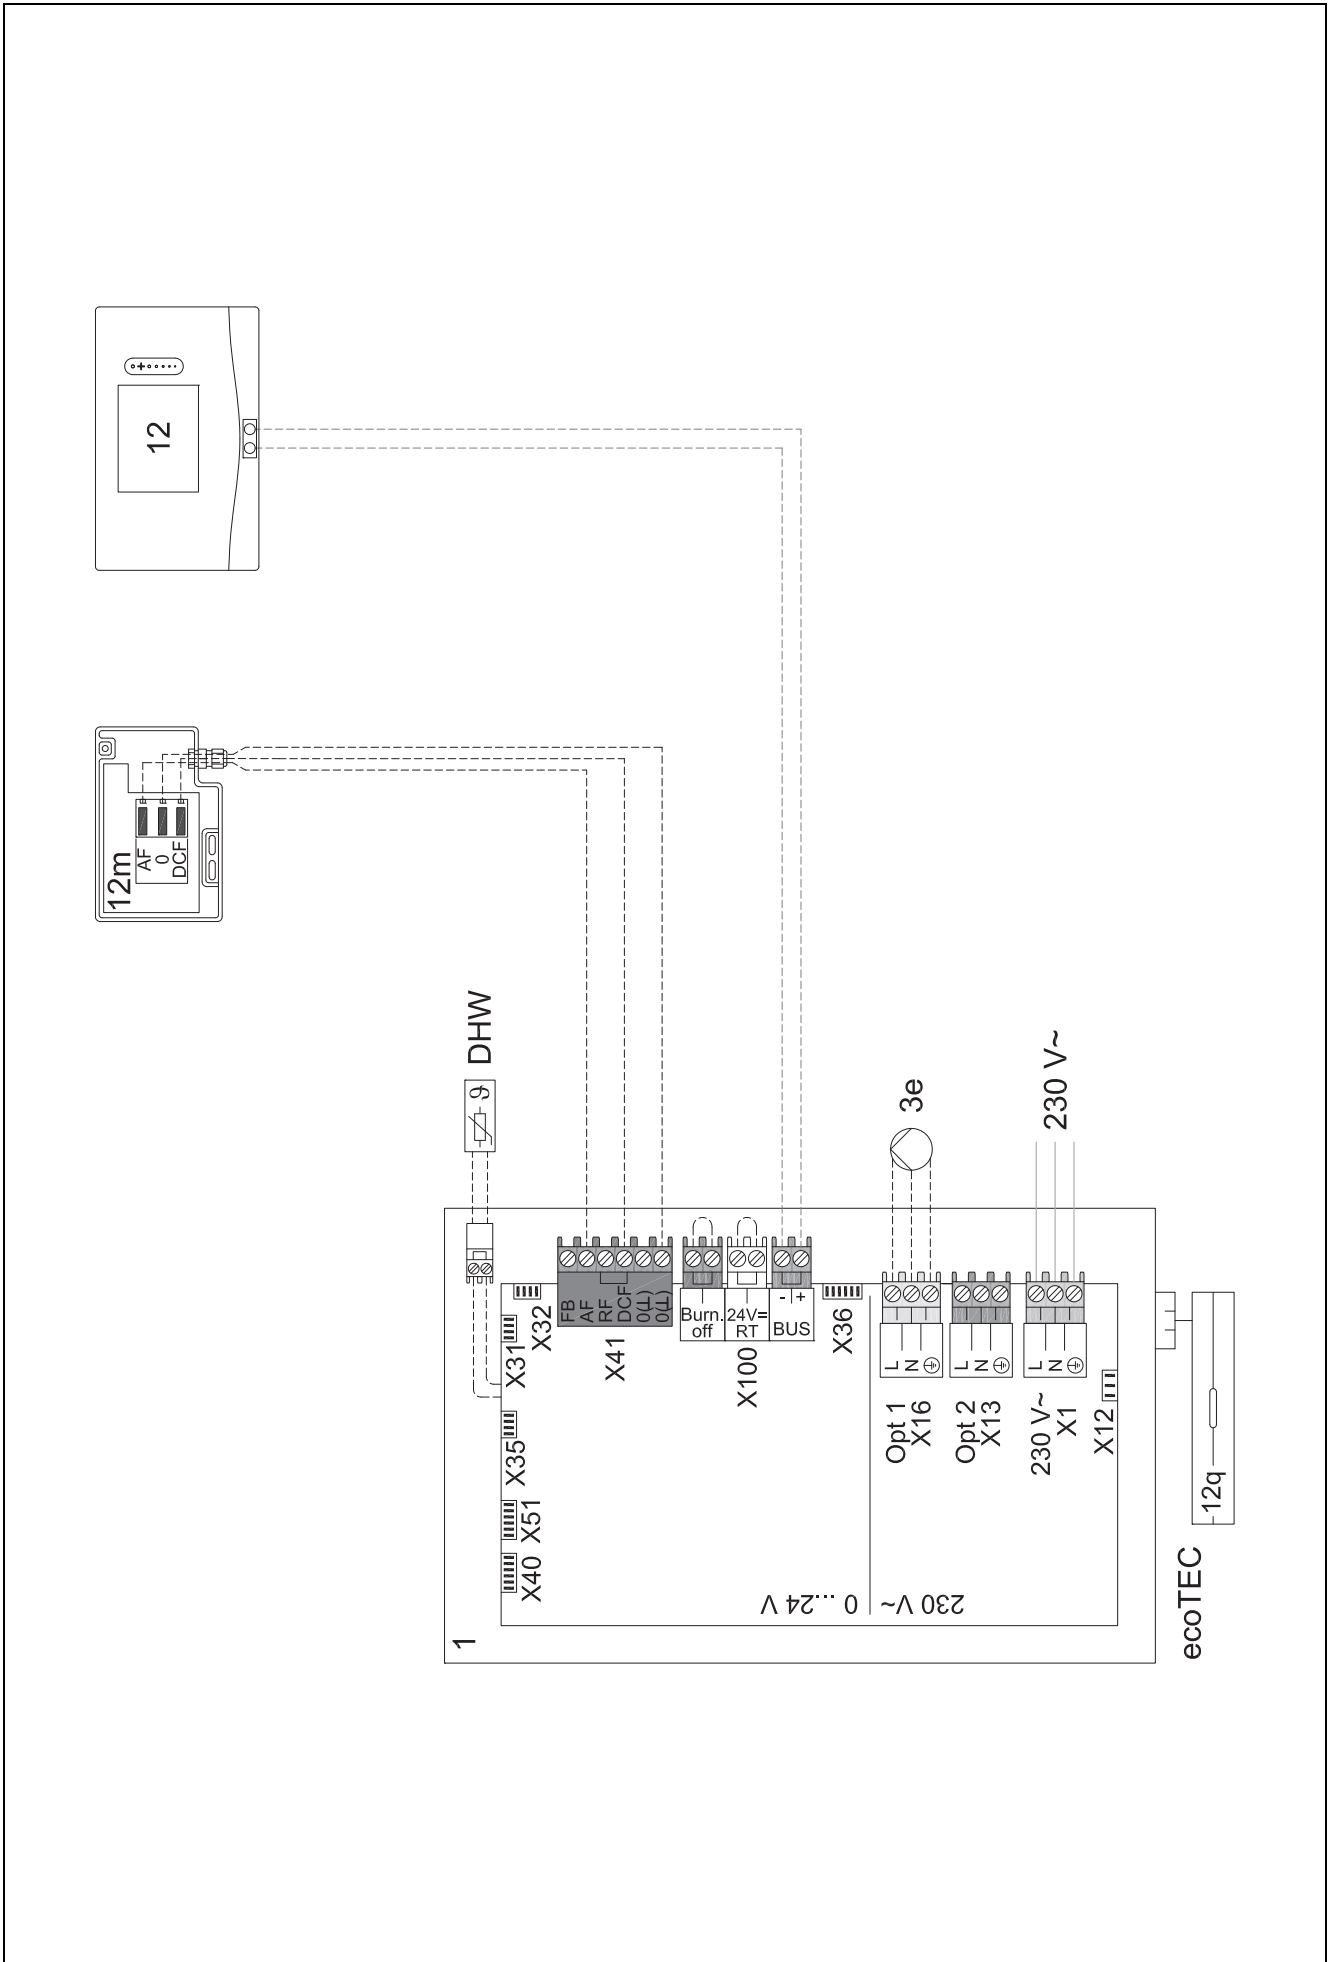 12
12m
AF
0
DCF
DHW
ϑ
1
X40
X51
X35
X31
X32
FB
AF
RF
DCF
0(⊥)
0(⊥)
X41
Burn.
off
24V=
RT
X100
- +
BUS
X36
0 ...24 V
230 V~
3e
L
N
Opt 1
X16
L
N
Opt 2
X13
230 V~
L
N
230 V~
X1
X12
12q
ecoTEC